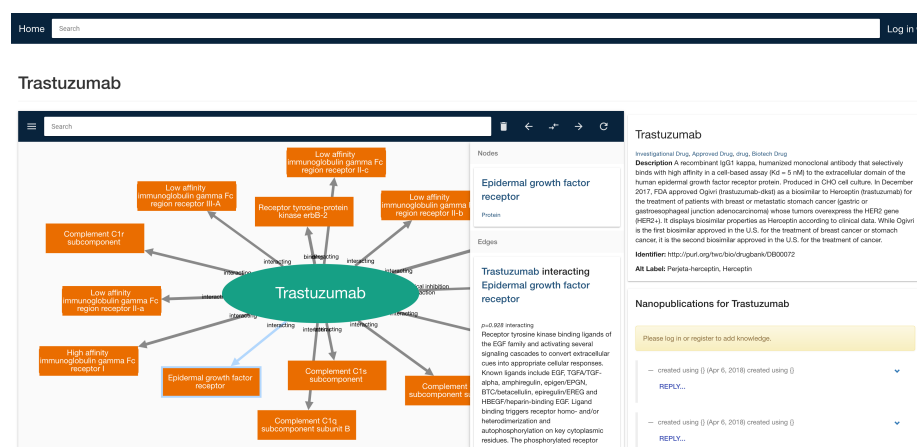 Home
Search
Log in
Trastuzumab
Search
Low affinity
immunoglobulin gamma Fc
region receptor II-c
Low affinity
immunoglobulin gamma Fc
region receptor III-A
Receptor tyrosine-protein
kinase erbB-2
Low affinity
immunoglobulin gamma
region receptor II-b
Complement C1r
subcomponent
interacting
interacting
interacting
interacting
Low affinity
immunoglobulin gamma Fc
region receptor II-a
Trastuzumab
interacting
interacting
interacting
interacting
High affinity
immunoglobulin gamma Fc
receptor I
Epidermal growth factor
receptor
Complement C1s
subcomponent
Complement
Complement C1q
subcomponent subunit B
Nodes
Epidermal growth factor
receptor
Protein
Edges
Trastuzumab interacting
Epidermal growth factor
receptor
p=0.928 interacting
Receptor tyrosine kinase binding ligands of
the EGF family and activating several
signaling cascades to convert extracellular
cues into appropriate cellular responses.
Known ligands include EGF, TGFA/TGF-
alpha, amphiregulin, epigen/EPGN,
BTC/betacellulin, epiregulin/EREG and
HBEGF/heparin-binding EGF. Ligand
binding triggers receptor homo- and/or
heterodimerization and
autophosphorylation on key cytoplasmic
residues. The phosphorylated receptor
Trastuzumab
Investigational Drug, Approved Drug, drug, Biotech Drug
Description A recombinant IgG1 kappa, humanized monoclonal antibody that selectively
binds with high affinity in a cell-based assay (Kd = 5 nM) to the extracellular domain of the
human epidermal growth factor receptor protein. Produced in CHO cell culture. In December
2017, FDA approved Ogivri (trastuzumab-dkst) as a biosimilar to Herceptin (trastuzumab) for
the treatment of patients with breast or metastatic stomach cancer (gastric or
gastroesophageal junction adenocarcinoma) whose tumors overexpress the HER2 gene
(HER2+). It displays biosimilar properties as Herceptin according to clinical data. While Ogivri
is the first biosimilar approved in the U.S. for the treatment of breast cancer or stomach
cancer, it is the second biosimilar approved in the U.S. for the treatment of cancer.
Identifier: http://purl.org/twc/bio/drugbank/DB00072
Alt Label: Perjeta-herceptin, Herceptin
Nanopublications for Trastuzumab
Please log in or register to add knowledge.
— created using {} (Apr 6, 2018) created using {}
REPLY...
— created using {} (Apr 6, 2018) created using {}
REPLY...